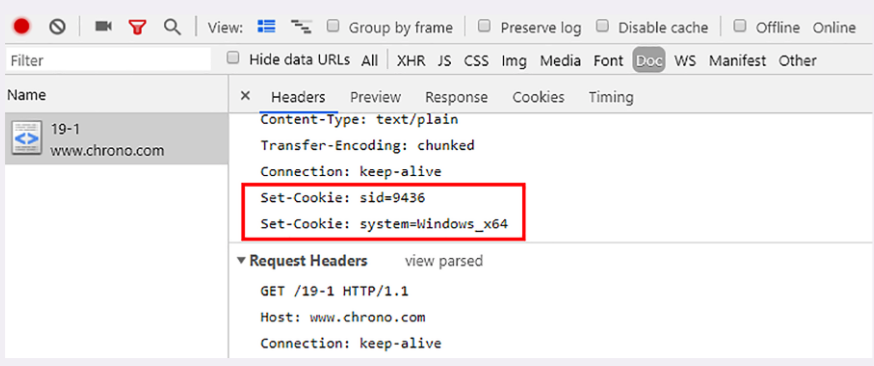 View: Group by frame Preserve log Disable cache Offline Online
Filter Hide data URLs All XHR JS CSS Img Media Font Doc WS Manifest Other
Name
× Headers Preview Response Cookies Timing
19-1
www.chrono.com
Content-Type: text/plain
Transfer-Encoding: chunked
Connection: keep-alive
Set-Cookie: sid=9436
Set-Cookie: system=Windows_x64
Request Headers view parsed
GET /19-1 HTTP/1.1
Host: www.chrono.com
Connection: keep-alive